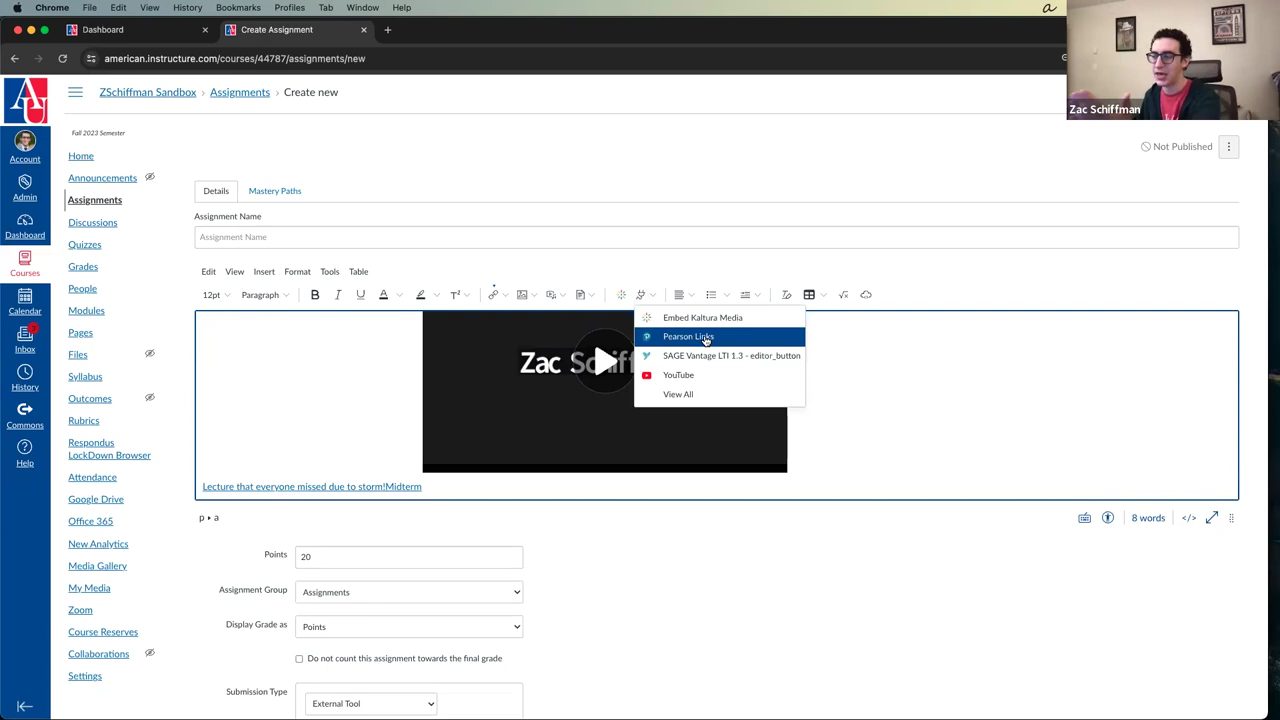 Chrome File Edit View History Bookmarks Profiles Tab Window Help
Dashboard
Create Assignment
american.instructure.com/courses/44787/assignments/new
Zac Schiffman
AU
ZSchiffman Sandbox › Assignments › Create new
Fall 2023 Semester
Not Published
Account
Admin
Dashboard
Courses
Calendar
Inbox
History
Commons
Help
Home
Announcements
Assignments
Discussions
Quizzes
Grades
People
Modules
Pages
Files
Syllabus
Outcomes
Rubrics
Respondus
LockDown Browser
Attendance
Google Drive
Office 365
New Analytics
Media Gallery
My Media
Zoom
Course Reserves
Collaborations
Settings
Details Mastery Paths
Assignment Name
Assignment Name
Edit View Insert Format Tools Table
12pt Paragraph B I U A T²
Embed Kaltura Media
Pearson Links
SAGE Vantage LTI 1.3 - editor_button
YouTube
View All
Zac
Lecture that everyone missed due to storm!Midterm
p ▸ a
8 words </>
Points 20
Assignment Group Assignments
Display Grade as Points
Do not count this assignment towards the final grade
Submission Type
External Tool